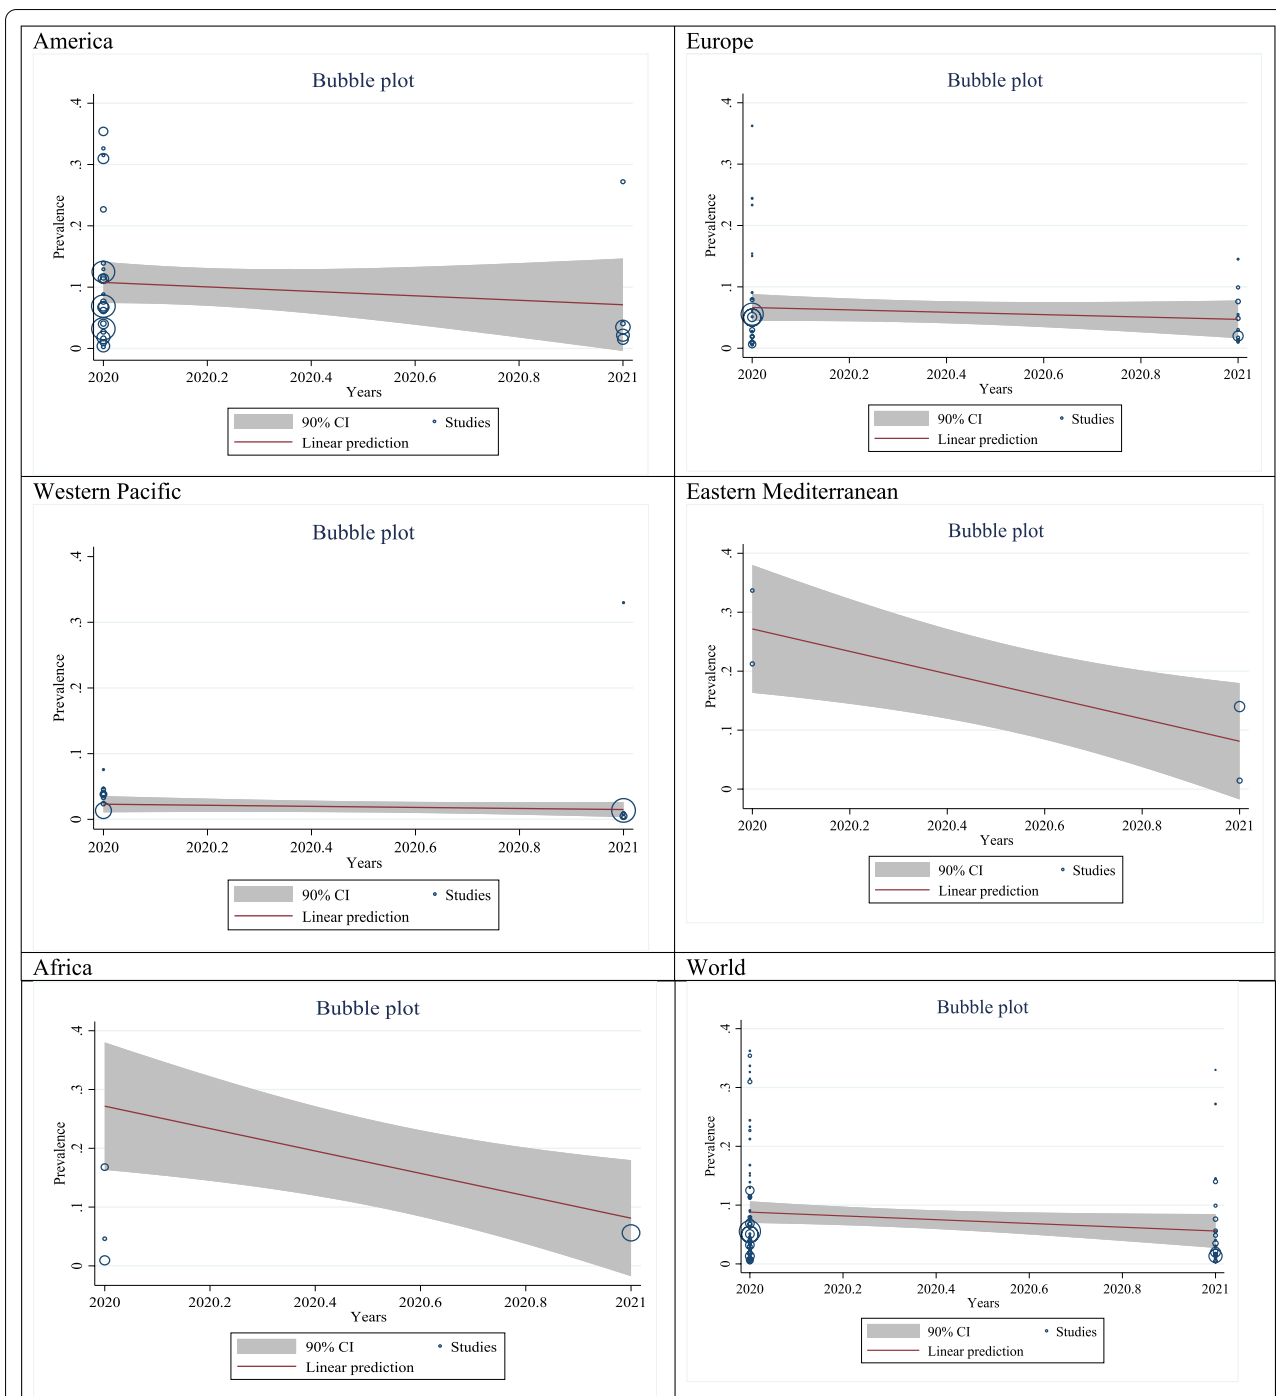 America
Bubble plot
.4
.3
.2
.1
0
Prevalence
2020 2020.2 2020.4 2020.6 2020.8 2021
Years
90% CI Studies
Linear prediction
Europe
Bubble plot
.4
.3
.2
.1
0
Prevalence
2020 2020.2 2020.4 2020.6 2020.8 2021
Years
90% CI Studies
Linear prediction
Western Pacific
Bubble plot
.4
.3
.2
.1
0
Prevalence
2020 2020.2 2020.4 2020.6 2020.8 2021
Years
90% CI Studies
Linear prediction
Eastern Mediterranean
Bubble plot
.4
.3
.2
.1
0
Prevalence
2020 2020.2 2020.4 2020.6 2020.8 2021
Years
90% CI Studies
Linear prediction
Africa
Bubble plot
.4
.3
.2
.1
0
Prevalence
2020 2020.2 2020.4 2020.6 2020.8 2021
Years
90% CI Studies
Linear prediction
World
Bubble plot
.4
.3
.2
.1
0
Prevalence
2020 2020.2 2020.4 2020.6 2020.8 2021
Years
90% CI Studies
Linear prediction